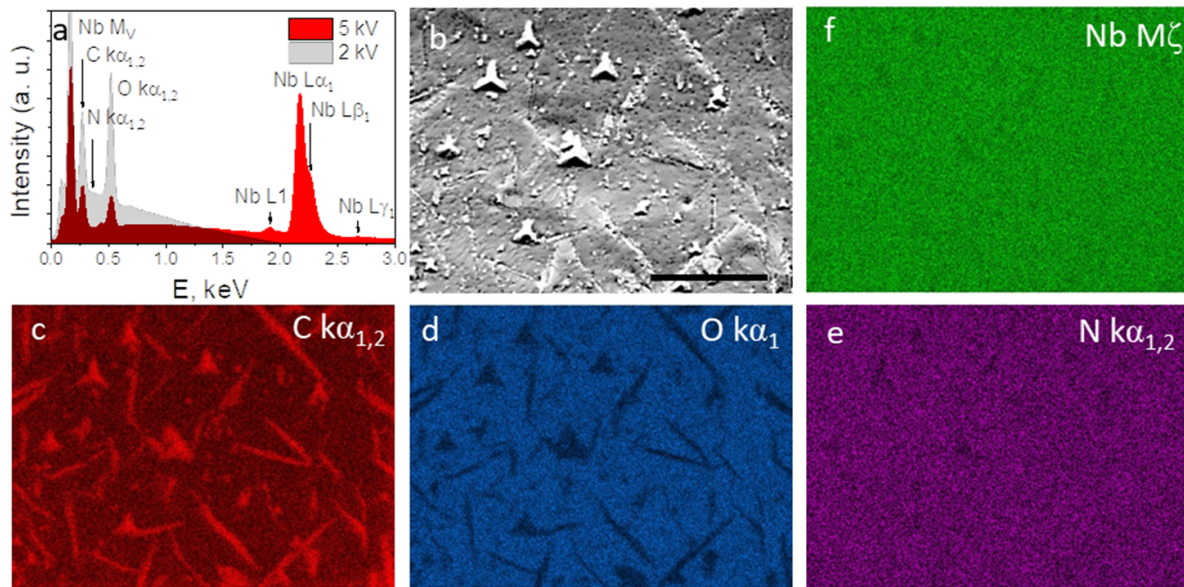 a
Nb M_V
C kα₁,₂
O kα₁,₂
N kα₁,₂
5 kV
2 kV
Nb Lα₁
Nb Lβ₁
Nb L1
Nb Lγ₁
Intensity (a. u.)
0.0 0.5 1.0 1.5 2.0 2.5 3.0
E, keV
b
f
Nb Mζ
c
C kα₁,₂
d
O kα₁
e
N kα₁,₂